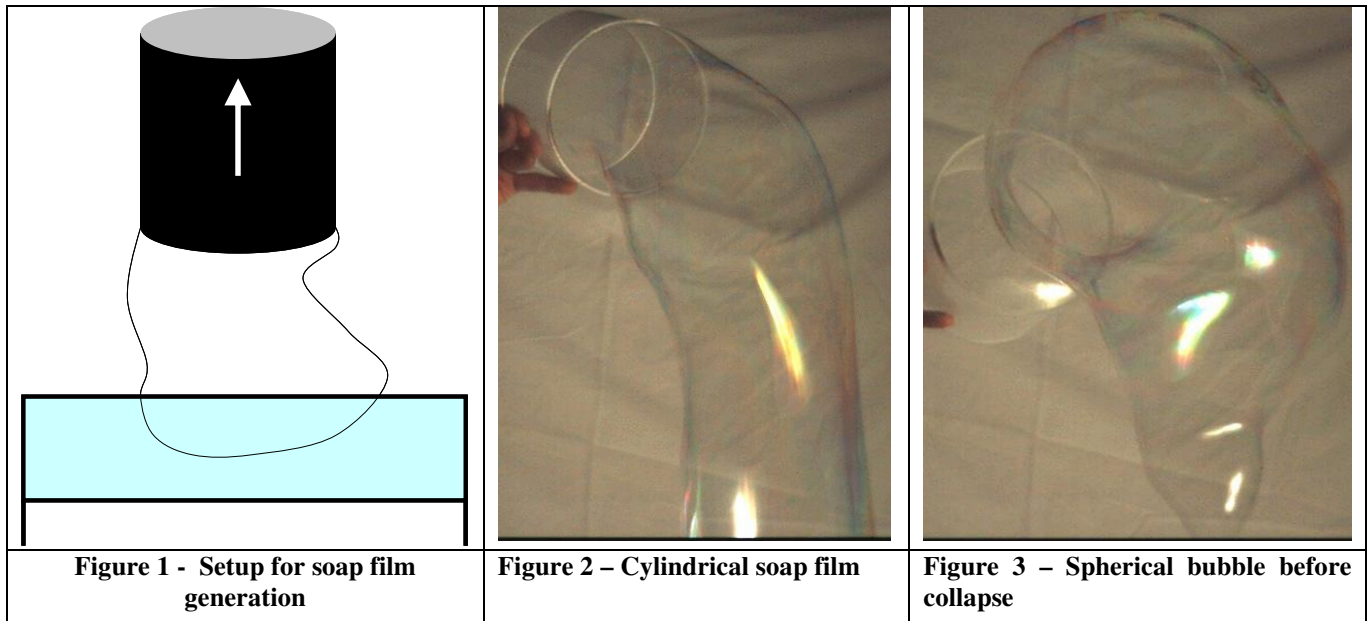 Figure 1 - Setup for soap film
generation
Figure 2 – Cylindrical soap film
Figure 3 – Spherical bubble before
collapse